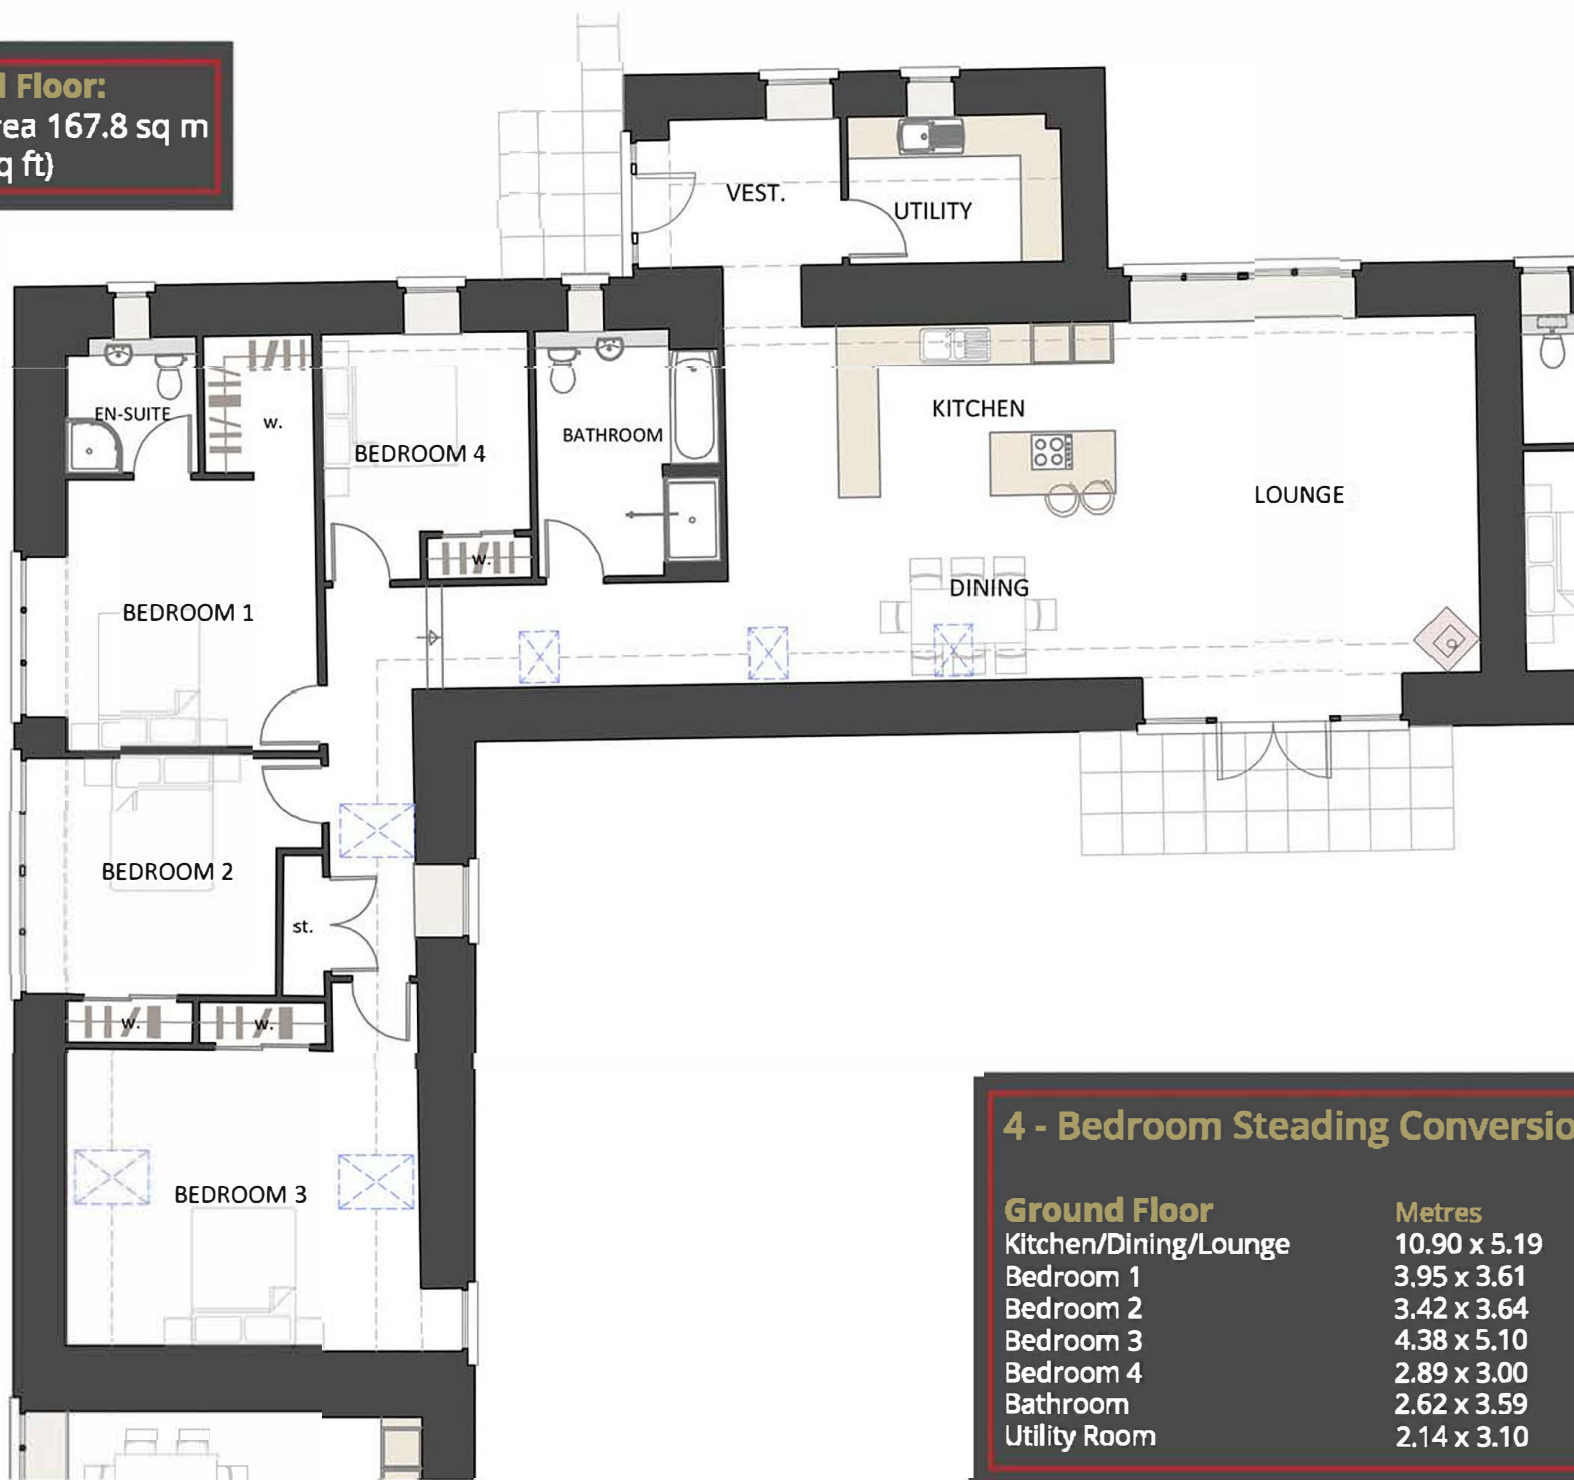 Floor:
167.8 sq m
ft)
VEST.
UTILITY
EN-SUITE
w.
BEDROOM 4
BATHROOM
KITCHEN
LOUNGE
w.
DINING
BEDROOM 1
BEDROOM 2
st.
w.
w.
BEDROOM 3
4 - Bedroom Steading
Ground Floor Metres
Kitchen/Dining/Lounge 10.90 x 5.19
Bedroom 1 3.95 x 3.61
Bedroom 2 3.42 x 3.64
Bedroom 3 4.38 x 5.10
Bedroom 4 2.89 x 3.00
Bathroom 2.62 x 3.59
Utility Room 2.14 x 3.10